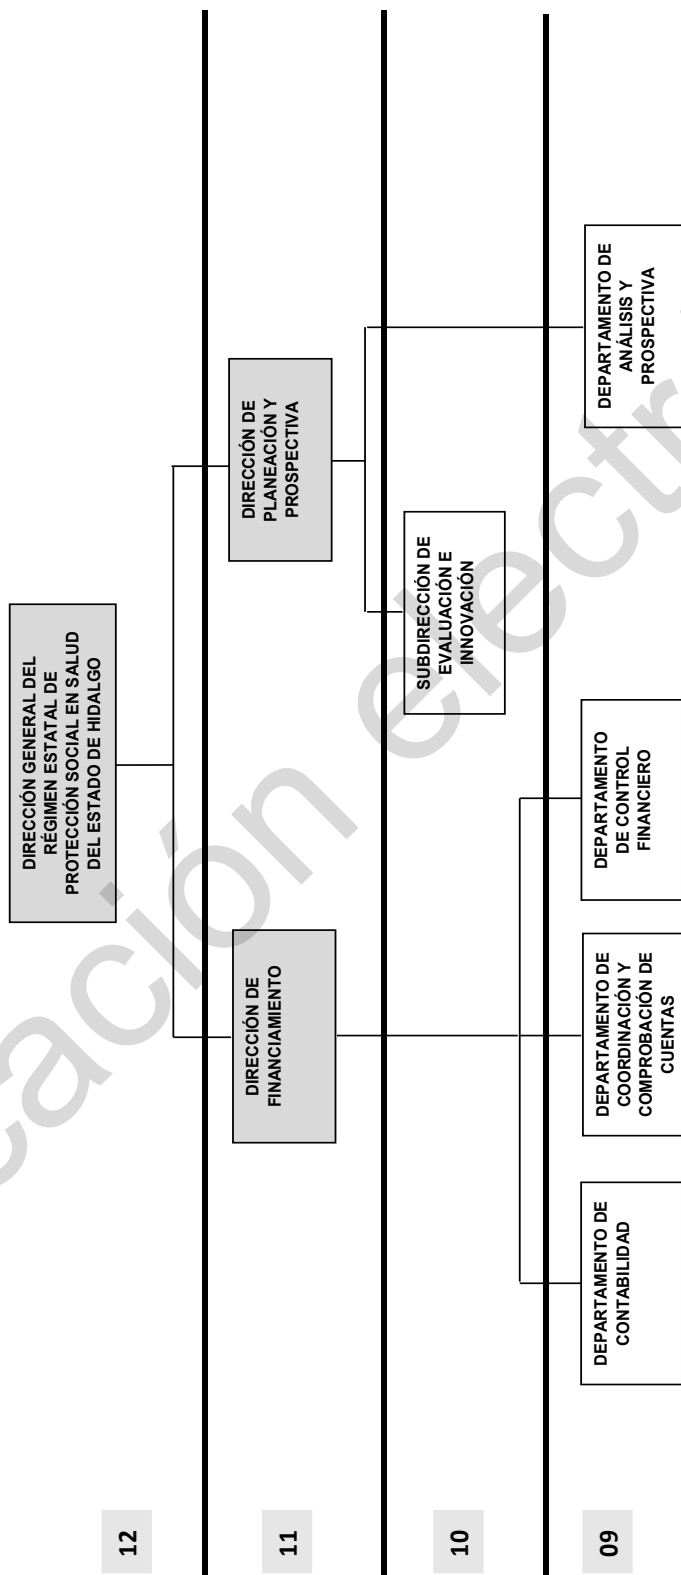 12
DIRECCIÓN GENERAL DEL
RÉGIMEN ESTATAL DE
PROTECCIÓN SOCIAL EN SALUD
DEL ESTADO DE HIDALGO
11
DIRECCIÓN DE
FINANCIAMIENTO
DIRECCIÓN DE
PLANEACIÓN Y
PROSPECTIVA
10
SUBDIRECCIÓN DE
EVALUACIÓN E
INNOVACIÓN
09
DEPARTAMENTO DE
CONTABILIDAD
DEPARTAMENTO DE
COORDINACIÓN Y
COMPROBACIÓN DE
CUENTAS
DEPARTAMENTO
DE CONTROL
FINANCIERO
DEPARTAMENTO DE
ANÁLISIS Y
PROSPECTIVA
cación electr